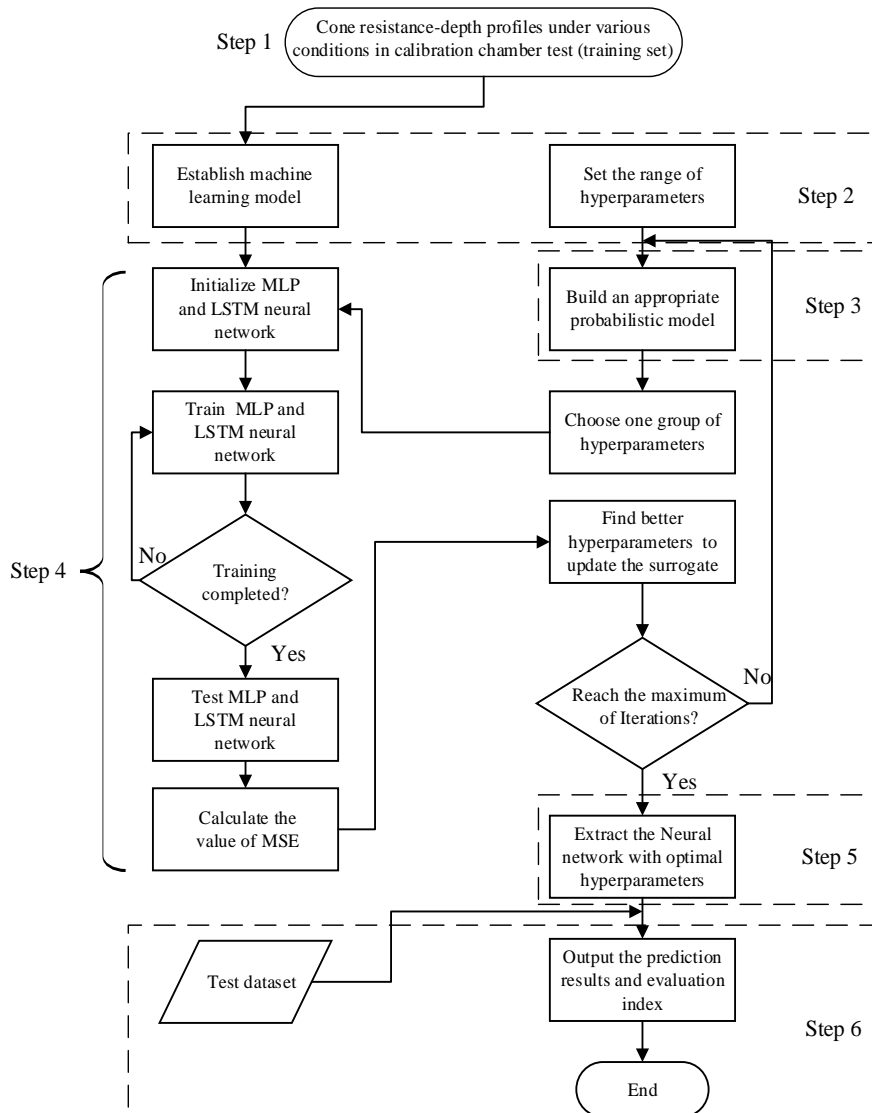 Step 1
Cone resistance-depth profiles under various
conditions in calibration chamber test (training set)
Establish machine
learning model
Set the range of
hyperparameters
Step 2
Initialize MLP
and LSTM neural
network
Build an appropriate
probabilistic model
Step 3
Train MLP and
LSTM neural
network
Choose one group of
hyperparameters
Step 4
No
Training
completed?
Yes
Find better
hyperparameters to
update the surrogate
Test MLP and
LSTM neural
network
Reach the maximum
of Iterations?
No
Yes
Calculate the
value of MSE
Extract the Neural
network with optimal
hyperparameters
Step 5
Test dataset
Output the prediction
results and evaluation
index
Step 6
End